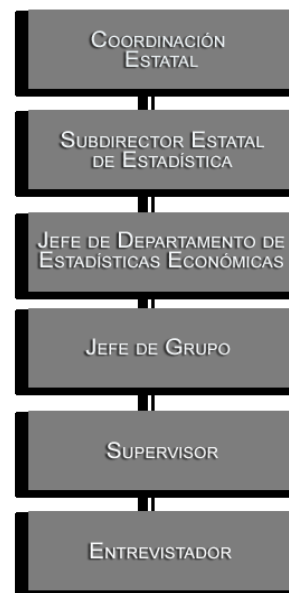 COORDINACIÓN
ESTATAL
SUBDIRECTOR ESTATAL
DE ESTADÍSTICA
JEFE DE DEPARTAMENTO DE
ESTADÍSTICAS ECONÓMICAS
JEFE DE GRUPO
SUPERVISOR
ENTREVISTADOR